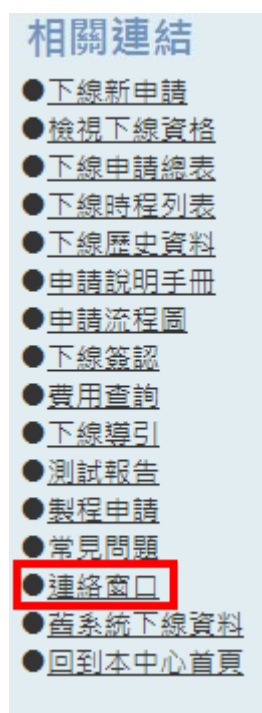 相關連結
●下線新申請
●檢視下線資格
●下線申請總表
●下線時程列表
●下線歷史資料
●申請說明手冊
●申請流程圖
●下線簽認
●費用查詢
●下線導引
●測試報告
●製程申請
●常見問題
●連絡窗口
●舊系統下線資料
●回到本中心首頁